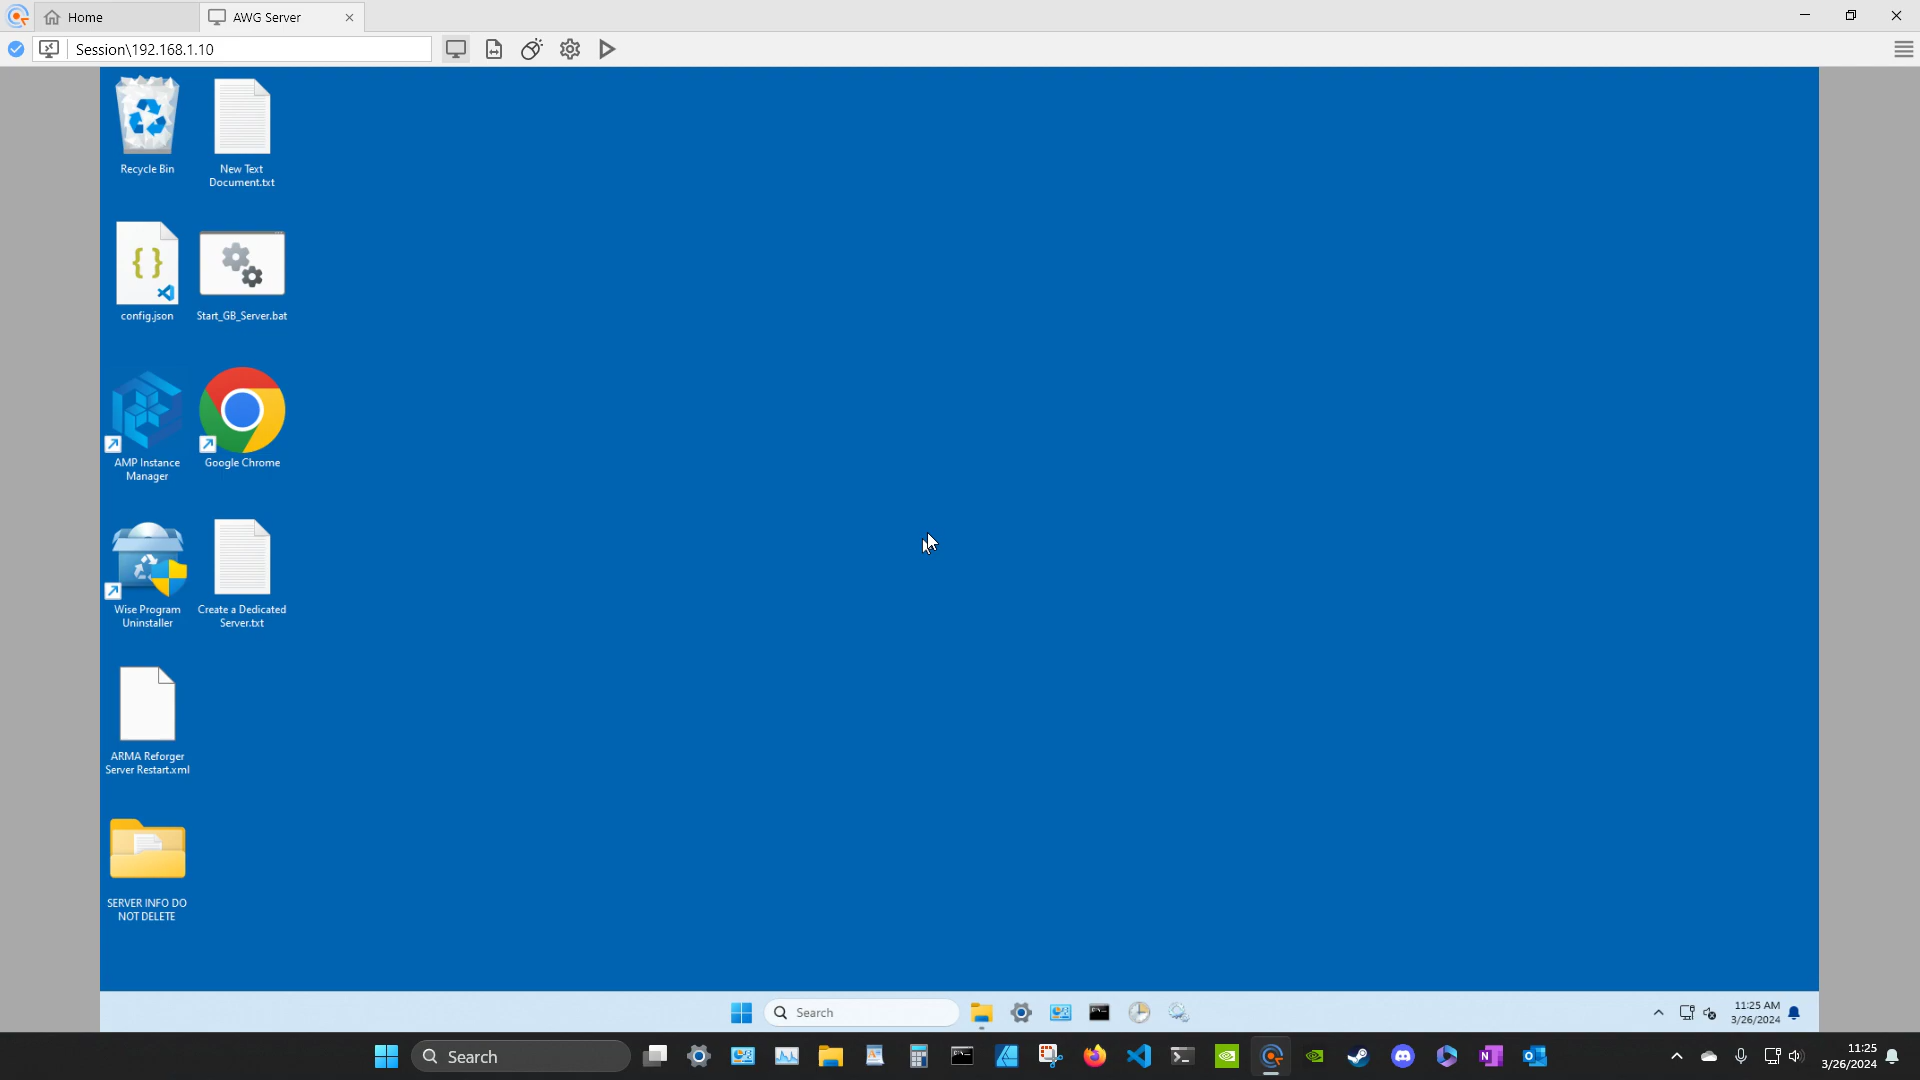 Home
AWG Server
Session\192.168.1.10
Recycle Bin
New Text
Document.txt
config.json
Start_GB_Server.bat
AMP Instance
Manager
Google Chrome
Wise Program
Uninstaller
Create a Dedicated
Server.txt
ARMA Reforger
Server Restart.xml
SERVER INFO DO
NOT DELETE
Search
11:25 AM
3/26/2024
Search
11:25
3/26/2024